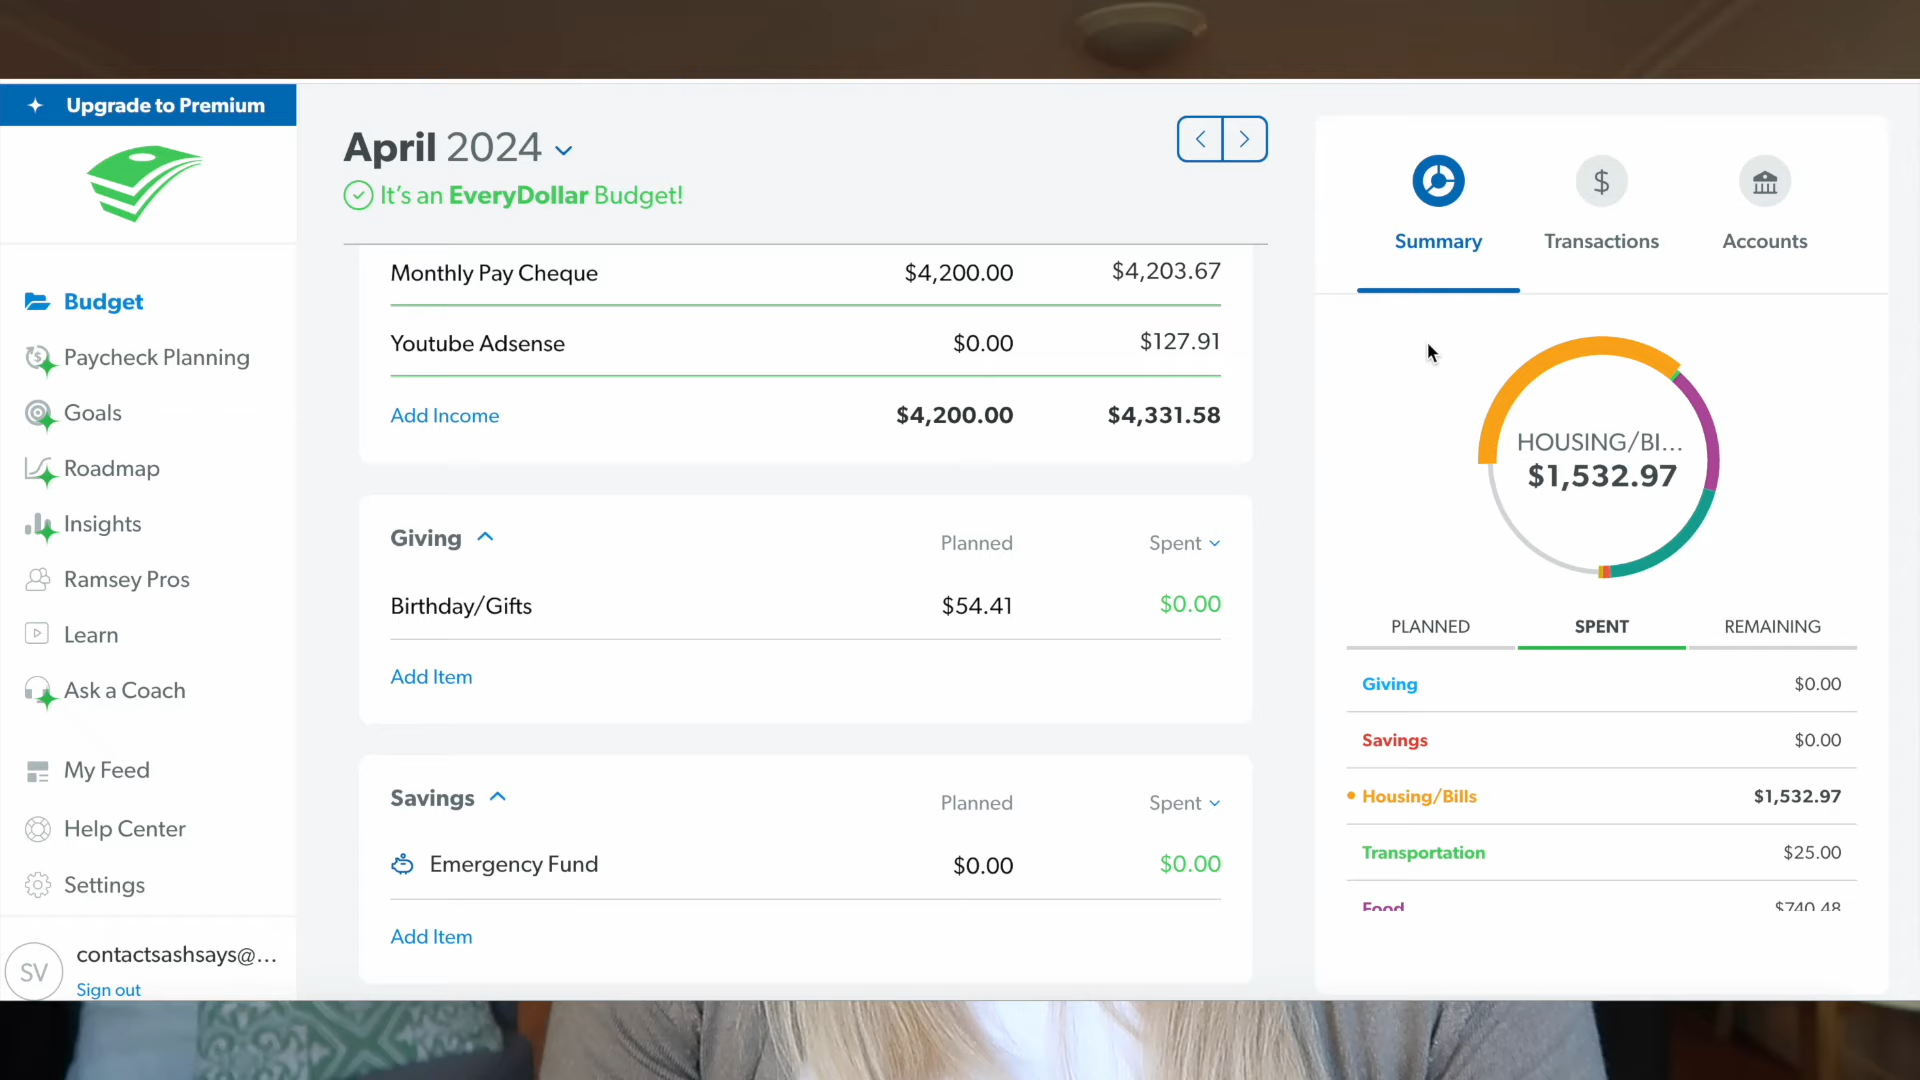 Upgrade to Premium
Budget
Paycheck Planning
Goals
Roadmap
Insights
Ramsey Pros
Learn
Ask a Coach
My Feed
Help Center
Settings
SV
contactsashsays@...
Sign out
April 2024
It's an EveryDollar Budget!
Monthly Pay Cheque $4,200.00 $4,203.67
Youtube Adsense $0.00 $127.91
Add Income $4,200.00 $4,331.58
Giving Planned Spent
Birthday/Gifts $54.41 $0.00
Add Item
Savings Planned Spent
Emergency Fund $0.00 $0.00
Add Item
Summary Transactions Accounts
HOUSING/BI...
$1,532.97
PLANNED SPENT REMAINING
Giving $0.00
Savings $0.00
Housing/Bills $1,532.97
Transportation $25.00
Food $740.48